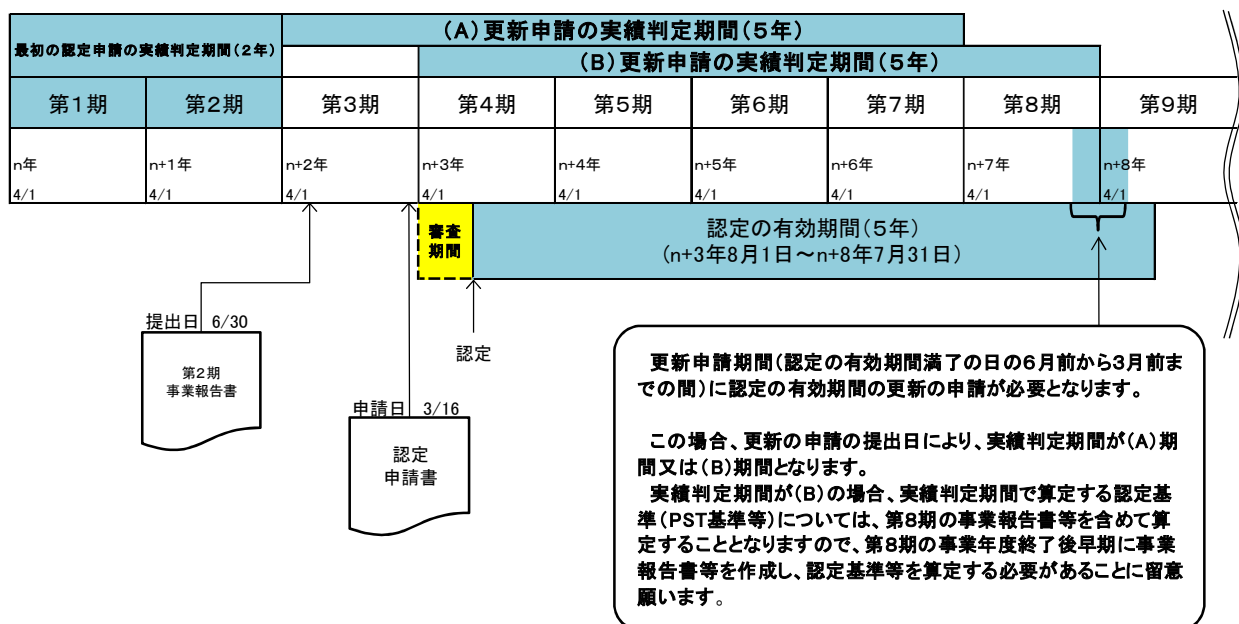 最初の認定申請の実績判定期間(2年)
(A)更新申請の実績判定期間(5年)
(B)更新申請の実績判定期間(5年)
第1期
第2期
第3期
第4期
第5期
第6期
第7期
第8期
第9期
n年
n+1年
n+2年
n+3年
n+4年
n+5年
n+6年
n+7年
n+8年
4/1
4/1
4/1
4/1
4/1
4/1
4/1
4/1
4/1
審査
期間
認定の有効期間(5年)
(n+3年8月1日~n+8年7月31日)
提出日 6/30
第2期
事業報告書
認定
申請日 3/16
認定
申請書
更新申請期間(認定の有効期間満了の日の6月前から3月前ま
での間)に認定の有効期間の更新の申請が必要となります。
この場合、更新の申請の提出日により、実績判定期間が(A)期
間又は(B)期間となります。
実績判定期間が(B)の場合、実績判定期間で算定する認定基
準(PST基準等)については、第8期の事業報告書等を含めて算
定することとなりますので、第8期の事業年度終了後早期に事業
報告書等を作成し、認定基準等を算定する必要があることに留意
願います。